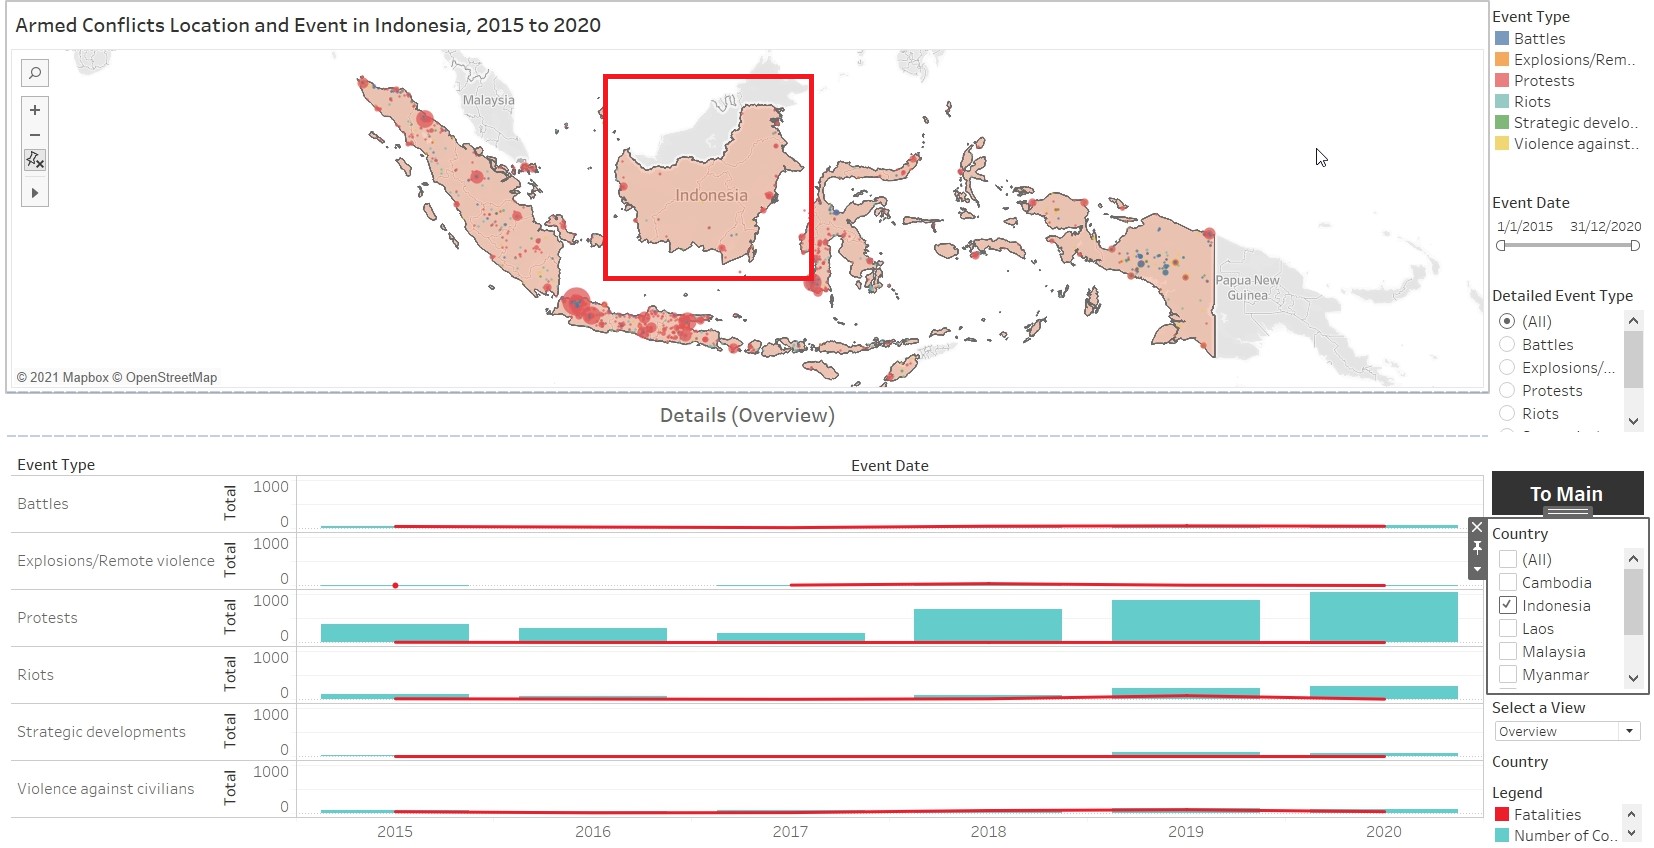 Armed Conflicts Location and Event in Indonesia, 2015 to 2020
Malaysia
Indonesia
Papua New
Guinea
© 2021 Mapbox © OpenStreetMap
Event Type
Battles
Explosions/Rem..
Protests
Riots
Strategic develo..
Violence against..
Event Date
1/1/2015 31/12/2020
Detailed Event Type
(All)
Battles
Explosions/...
Protests
Riots
Details (Overview)
Event Type
Event Date
Battles
Total
1000
0
Explosions/Remote violence
Total
1000
0
Protests
Total
1000
0
Riots
Total
1000
0
Strategic developments
Total
1000
0
Violence against civilians
Total
1000
0
2015 2016 2017 2018 2019 2020
To Main
Country
(All)
Cambodia
Indonesia
Laos
Malaysia
Myanmar
Select a View
Overview
Country
Legend
Fatalities
Number of Co..